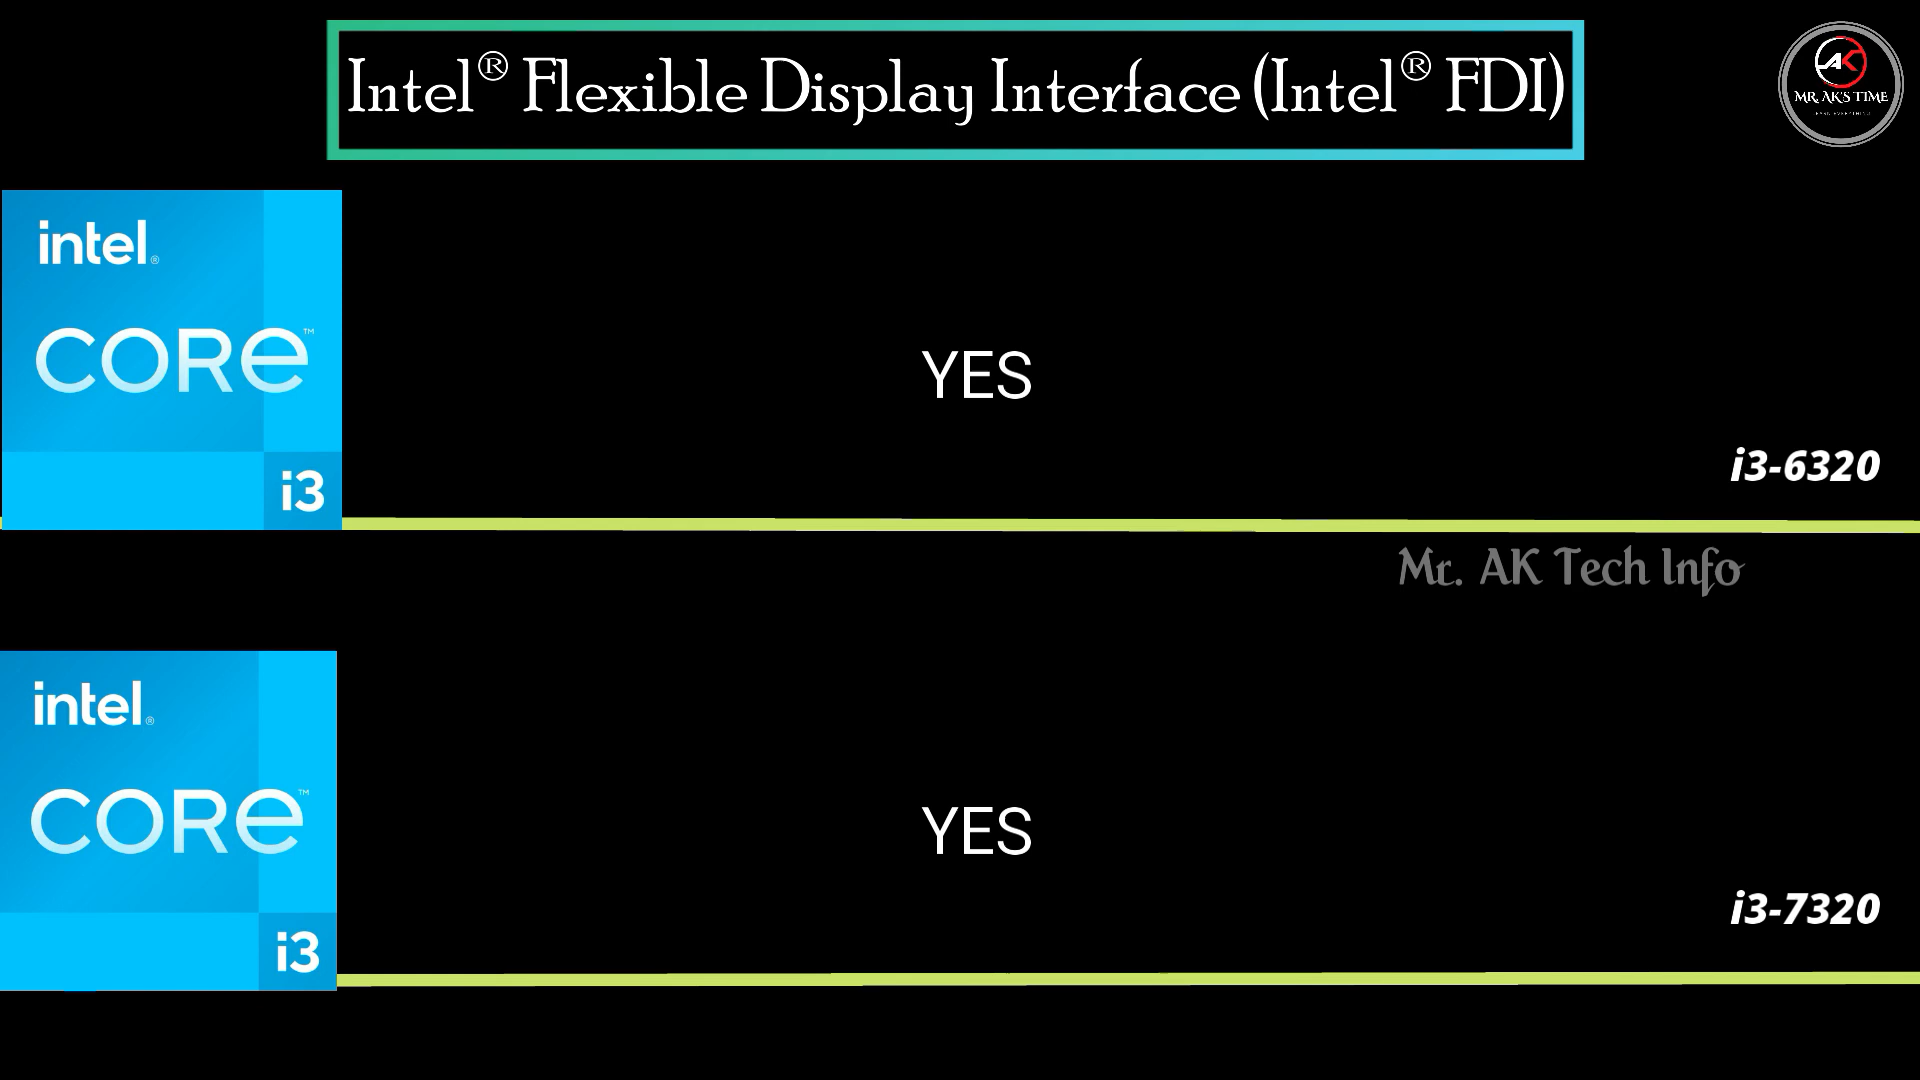 Intel® Flexible Display Interface (Intel® FDI)
AK
MR. AK'S TIME
intel®
CORE™
i3
YES
i3-6320
Mr. AK Tech Info
intel®
CORE™
i3
YES
i3-7320